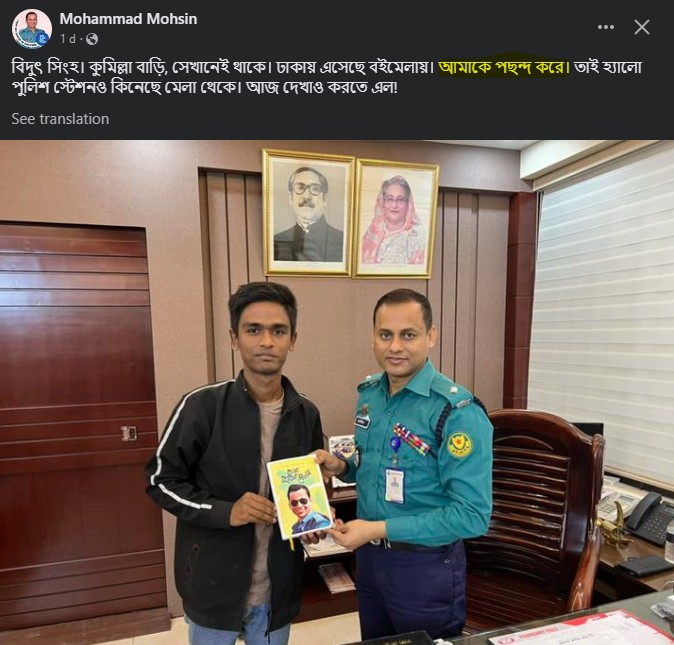 Mohammad Mohsin
1 d ·
বিদুৎ সিংহ। কুমিল্লা বাড়ি, সেখানেই থাকে। ঢাকায় এসেছে বইমেলায়। আমাকে পছন্দ করে। তাই হ্যালো
পুলিশ স্টেশনও কিনেছে মেলা থেকে। আজ দেখাও করতে এল!
See translation